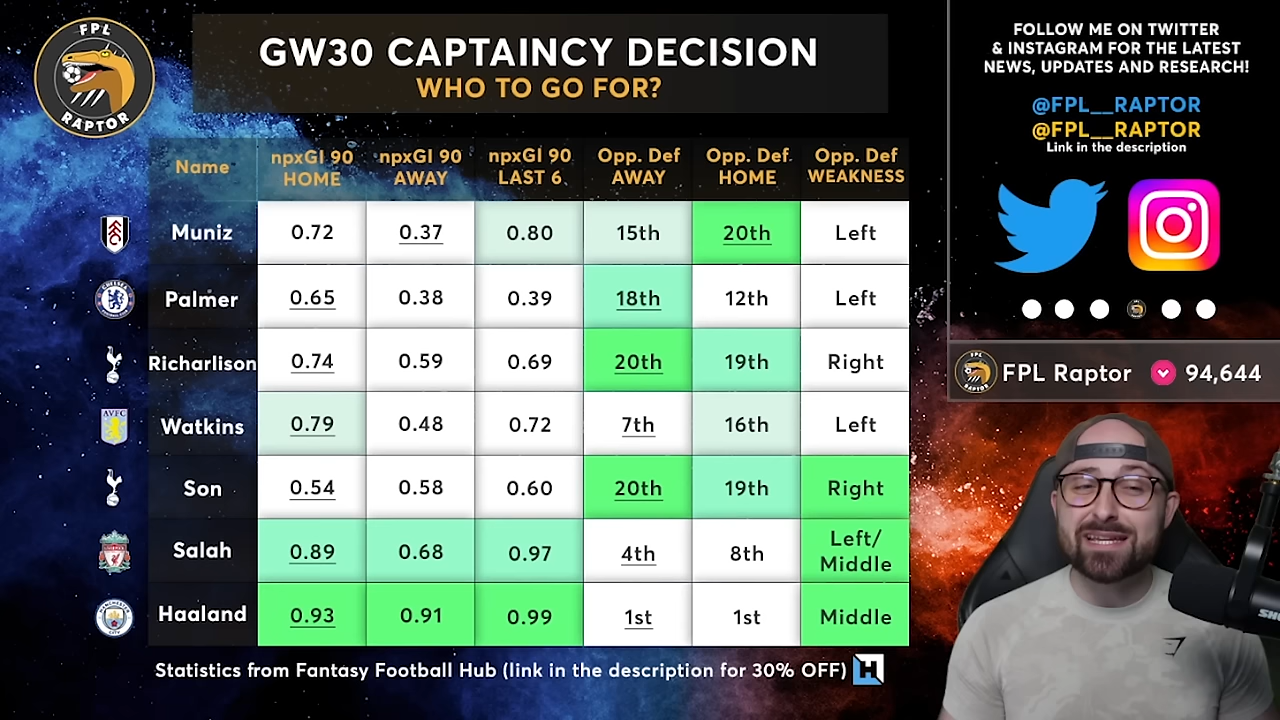 FPL
RAPTOR
GW30 CAPTAINCY DECISION
WHO TO GO FOR?
Name npxGI 90 HOME npxGI 90 AWAY npxGI 90 LAST 6 Opp. Def AWAY Opp. Def HOME Opp. Def WEAKNESS
Muniz 0.72 0.37 0.80 15th 20th Left
Palmer 0.65 0.38 0.39 18th 12th Left
Richarlison 0.74 0.59 0.69 20th 19th Right
AVFC
Watkins 0.79 0.48 0.72 7th 16th Left
Son 0.54 0.58 0.60 20th 19th Right
Salah 0.89 0.68 0.97 4th 8th Left/ Middle
Haaland 0.93 0.91 0.99 1st 1st Middle
Statistics from Fantasy Football Hub (link in the description for 30% OFF)
FOLLOW ME ON TWITTER
& INSTAGRAM FOR THE LATEST
NEWS, UPDATES AND RESEARCH!
@FPL__RAPTOR
@FPL__RAPTOR
Link in the description
FPL Raptor 94,644